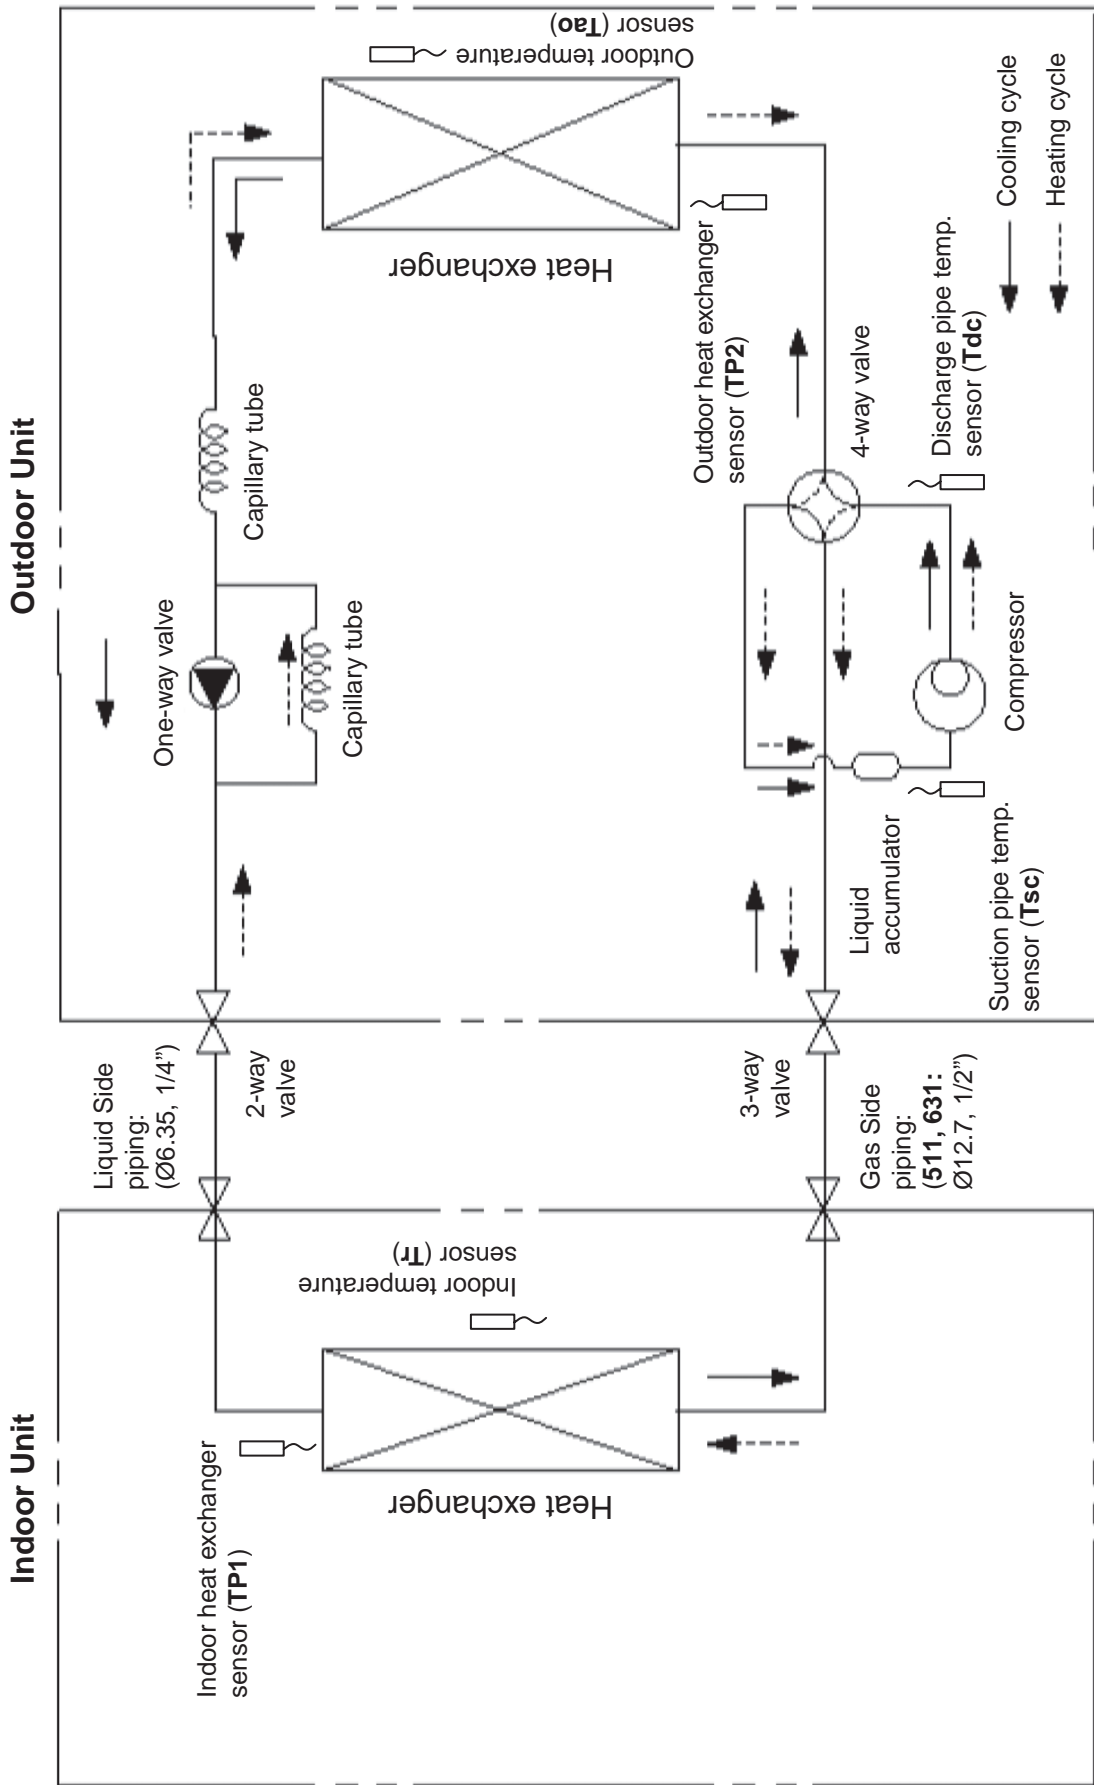 Indoor Unit
Outdoor Unit
Indoor heat exchanger
sensor (TP1)
Heat exchanger
Indoor temperature
sensor (Tr)
Liquid Side
piping:
(Ø6.35, 1/4”)
2-way
valve
3-way
valve
Gas Side
piping:
(511, 631:
Ø12.7, 1/2”)
One-way valve
Capillary tube
Capillary tube
Heat exchanger
Outdoor temperature
sensor (Tao)
Outdoor heat exchanger
sensor (TP2)
4-way valve
Liquid
accumulator
Compressor
Suction pipe temp.
sensor (Tsc)
Discharge pipe temp.
sensor (Tdc)
Cooling cycle
Heating cycle